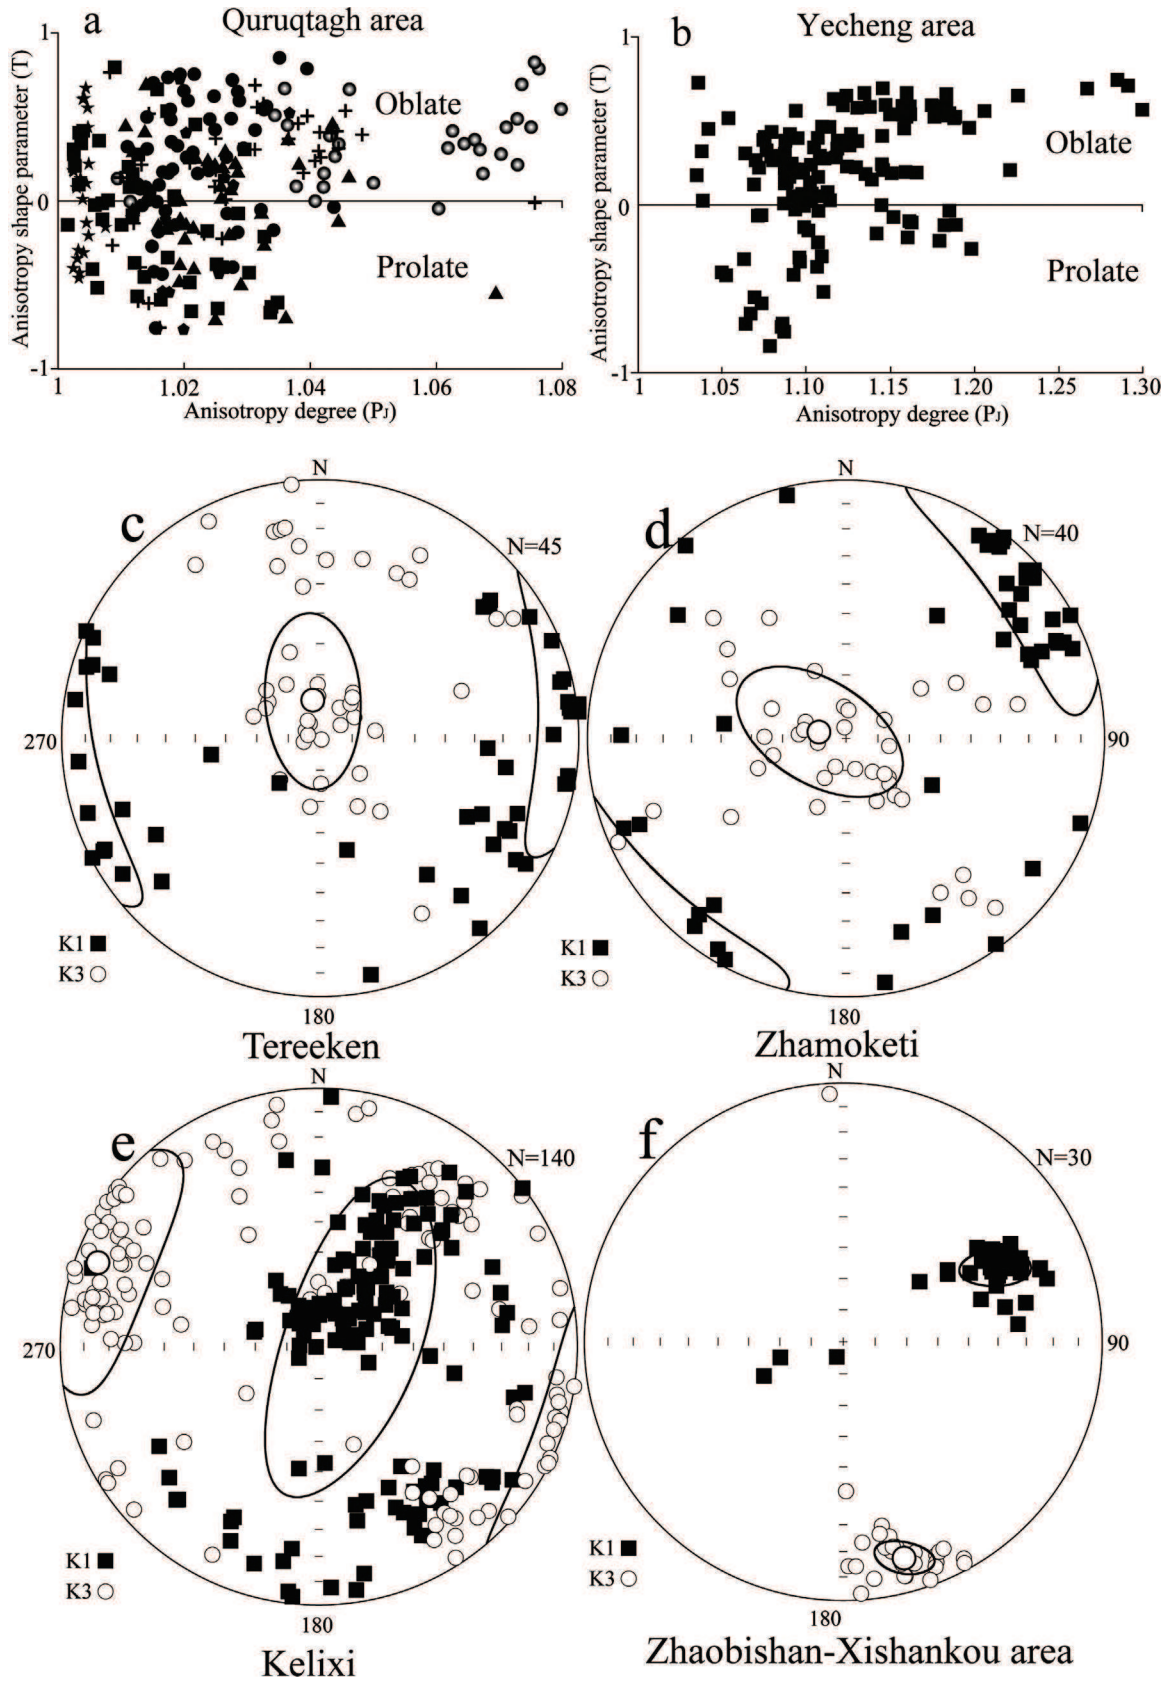 a
Quruqtagh area
1
0
-1
Anisotropy shape parameter (T)
Oblate
Prolate
1
1.02
1.04
1.06
1.08
Anisotropy degree (PJ)
b
Yecheng area
1
0
-1
Anisotropy shape parameter (T)
Oblate
Prolate
1.05
1.10
1.15
1.20
1.25
1.30
Anisotropy degree (PJ)
c
N
N=45
270
K1
K3
180
Tereeken
d
N
N=40
90
K1
K3
180
Zhamoketi
e
N
N=140
270
K1
K3
180
Kelixi
f
N
N=30
90
K1
K3
180
Zhaobishan-Xishankou area